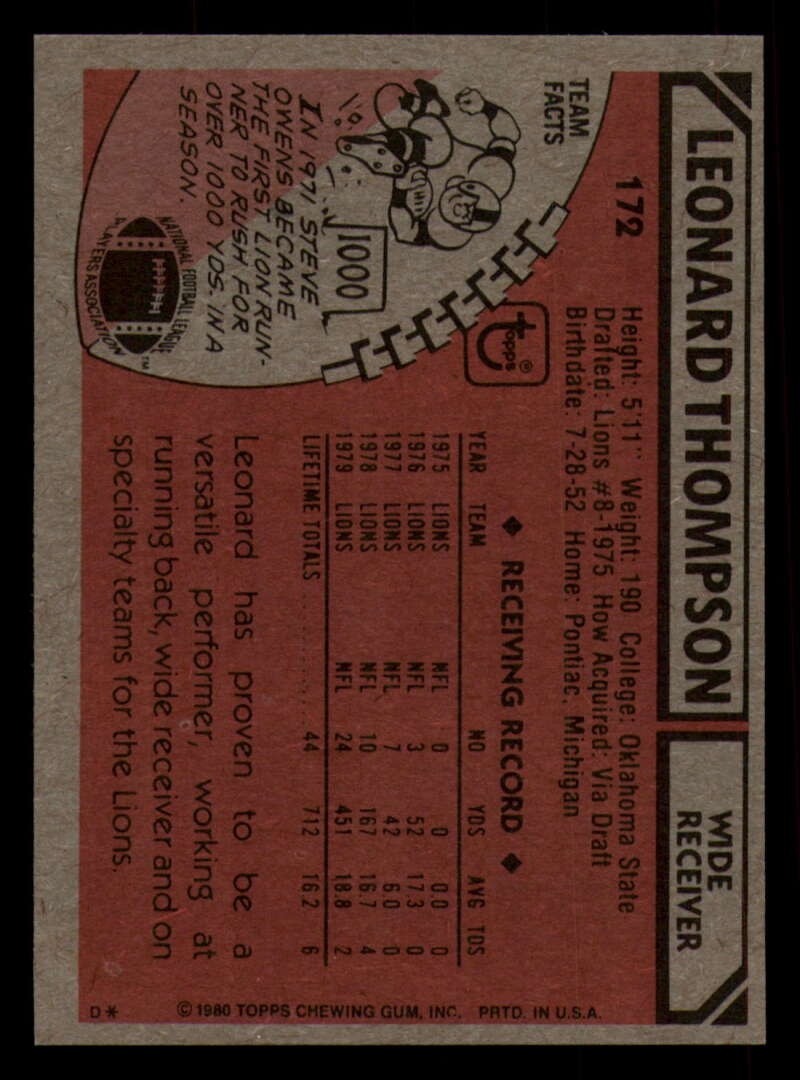 LEONARD THOMPSON
WIDE
RECEIVER
172
Height: 5'11" Weight: 190 College: Oklahoma State
Drafted: Lions #8-1975 How Acquired: Via Draft
Birthdate: 7-28-52 Home: Pontiac, Michigan
TEAM
FACTS
1000
IN 1971 STEVE
OWENS BECAME
THE FIRST LION RUN-
NER TO RUSH FOR
OVER 1000 YDS. IN A
SEASON.
topps®
NATIONAL FOOTBALL LEAGUE
PLAYERS ASSOCIATION
TM
◆ RECEIVING RECORD ◆
YEAR TEAM NO YDS AVG TDS
1975 LIONS NFL 0 0 0.0 0
1976 LIONS NFL 3 52 17.3 0
1977 LIONS NFL 7 42 6.0 0
1978 LIONS NFL 10 167 16.7 4
1979 LIONS NFL 24 451 18.8 2
LIFETIME TOTALS 44 712 16.2 6
Leonard has proven to be a
versatile performer, working at
running back, wide receiver and on
specialty teams for the Lions.
D* © 1980 TOPPS CHEWING GUM, INC. PRTD. IN U.S.A.